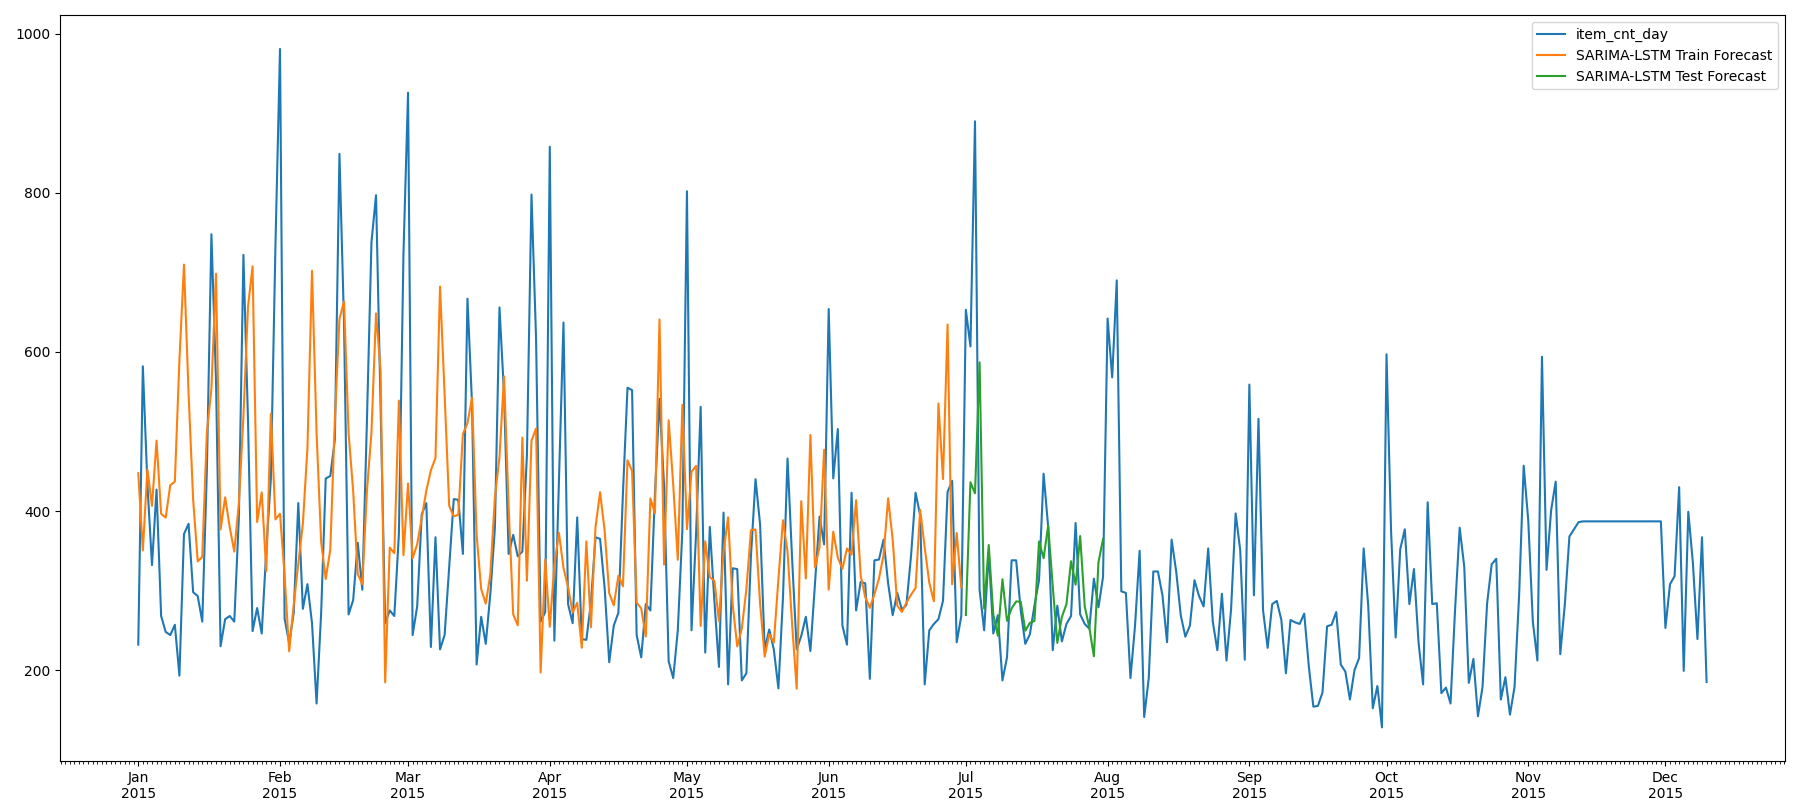 1000
800
600
400
200
item_cnt_day
SARIMA-LSTM Train Forecast
SARIMA-LSTM Test Forecast
Jan Feb Mar Apr May Jun Jul Aug Sep Oct Nov Dec
2015 2015 2015 2015 2015 2015 2015 2015 2015 2015 2015 2015